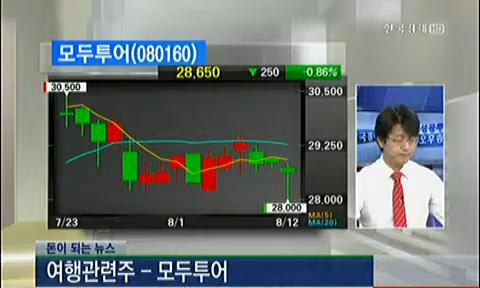 한국경제HD
모두투어(080160)
28,650 ▼ 250 -0.86%
30,500
30,500
29,250
28,000
28,000
7/23 8/1 8/12
MA(5)
MA(20)
돈이 되는 뉴스
여행관련주 - 모두투어